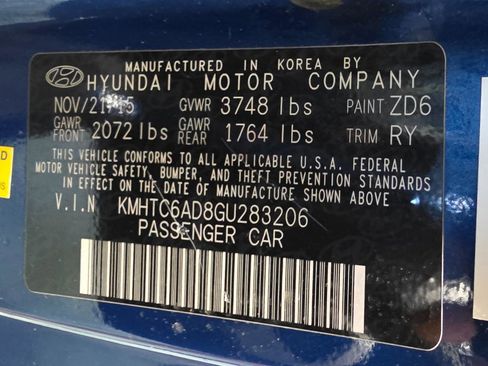 MANUFACTURED IN KOREA BY
HYUNDAI MOTOR COMPANY
NOV/21/15 GVWR 3748 lbs PAINT ZD6
GAWR FRONT 2072 lbs GAWR REAR 1764 lbs TRIM RY
THIS VEHICLE CONFORMS TO ALL APPLICABLE U.S.A. FEDERAL
MOTOR VEHICLE SAFETY, BUMPER, AND THEFT PREVENTION STANDARDS
IN EFFECT ON THE DATE OF MANUFACTURE SHOWN ABOVE.
V.I.N KMHTC6AD8GU283206
PASSENGER CAR